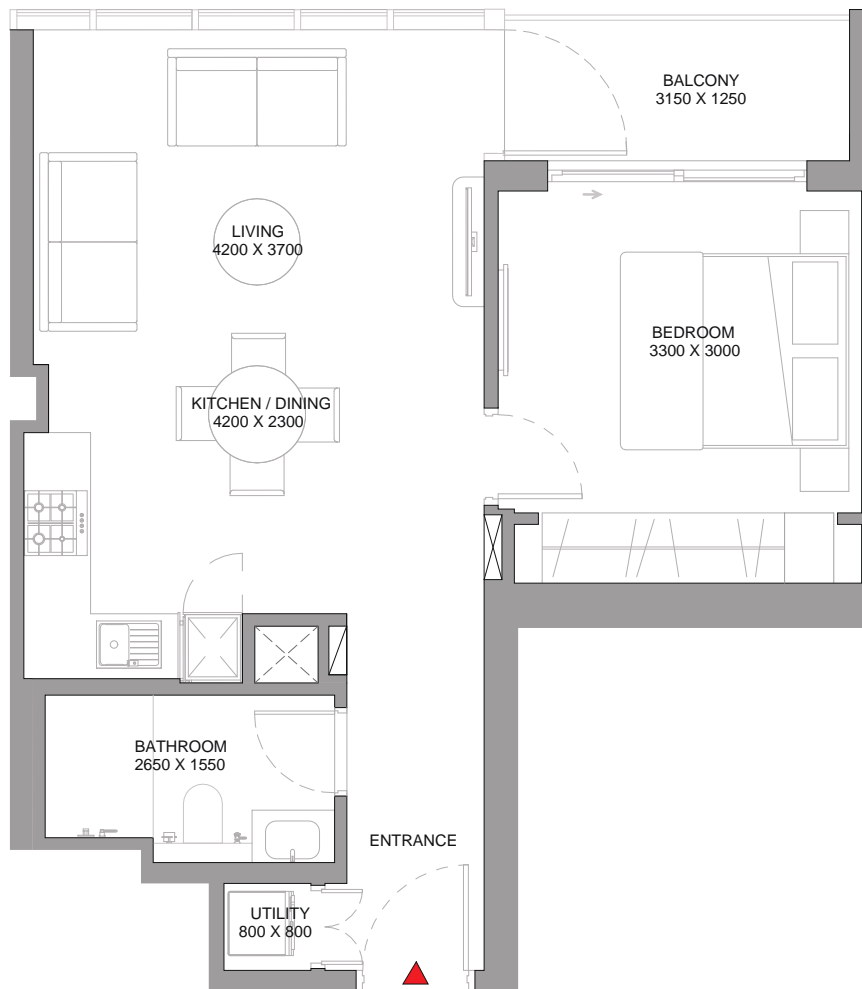 BALCONY
3150 X 1250
LIVING
4200 X 3700
BEDROOM
3300 X 3000
KITCHEN / DINING
4200 X 2300
BATHROOM
2650 X 1550
ENTRANCE
UTILITY
800 X 800